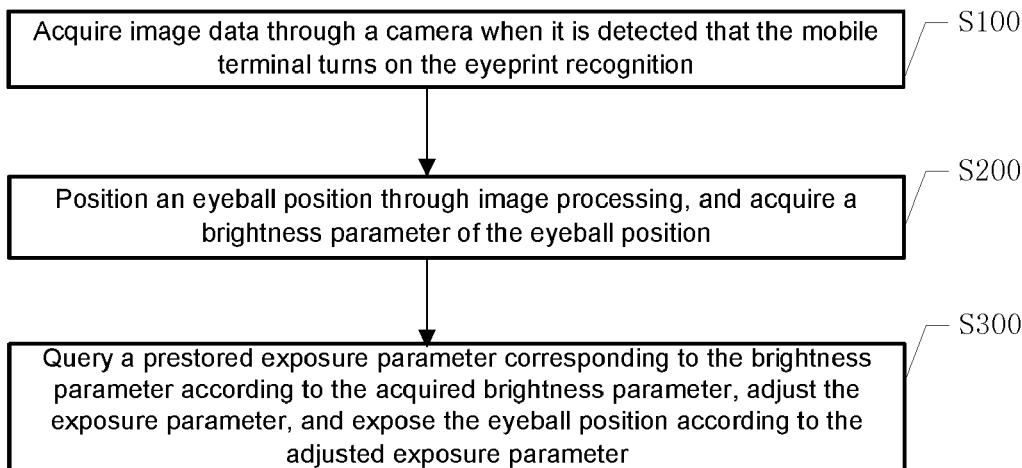 Acquire image data through a camera when it is detected that the mobile
terminal turns on the eyeprint recognition
S100
Position an eyeball position through image processing, and acquire a
brightness parameter of the eyeball position
S200
Query a prestored exposure parameter corresponding to the brightness
parameter according to the acquired brightness parameter, adjust the
exposure parameter, and expose the eyeball position according to the
adjusted exposure parameter
S300